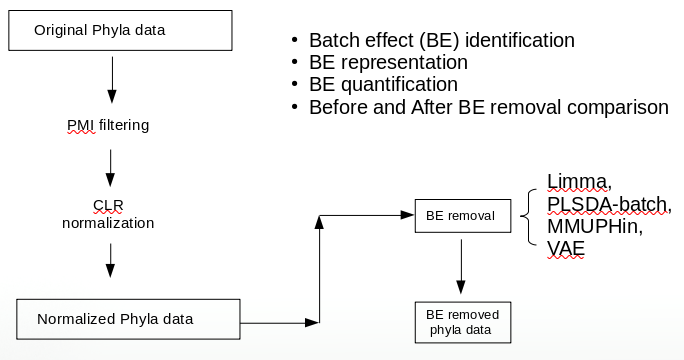 Original Phyla data
• Batch effect (BE) identification
• BE representation
• BE quantification
• Before and After BE removal comparison
PMI filtering
CLR
normalization
Normalized Phyla data
BE removal
Limma,
PLSDA-batch,
MMUPHin,
VAE
BE removed
phyla data